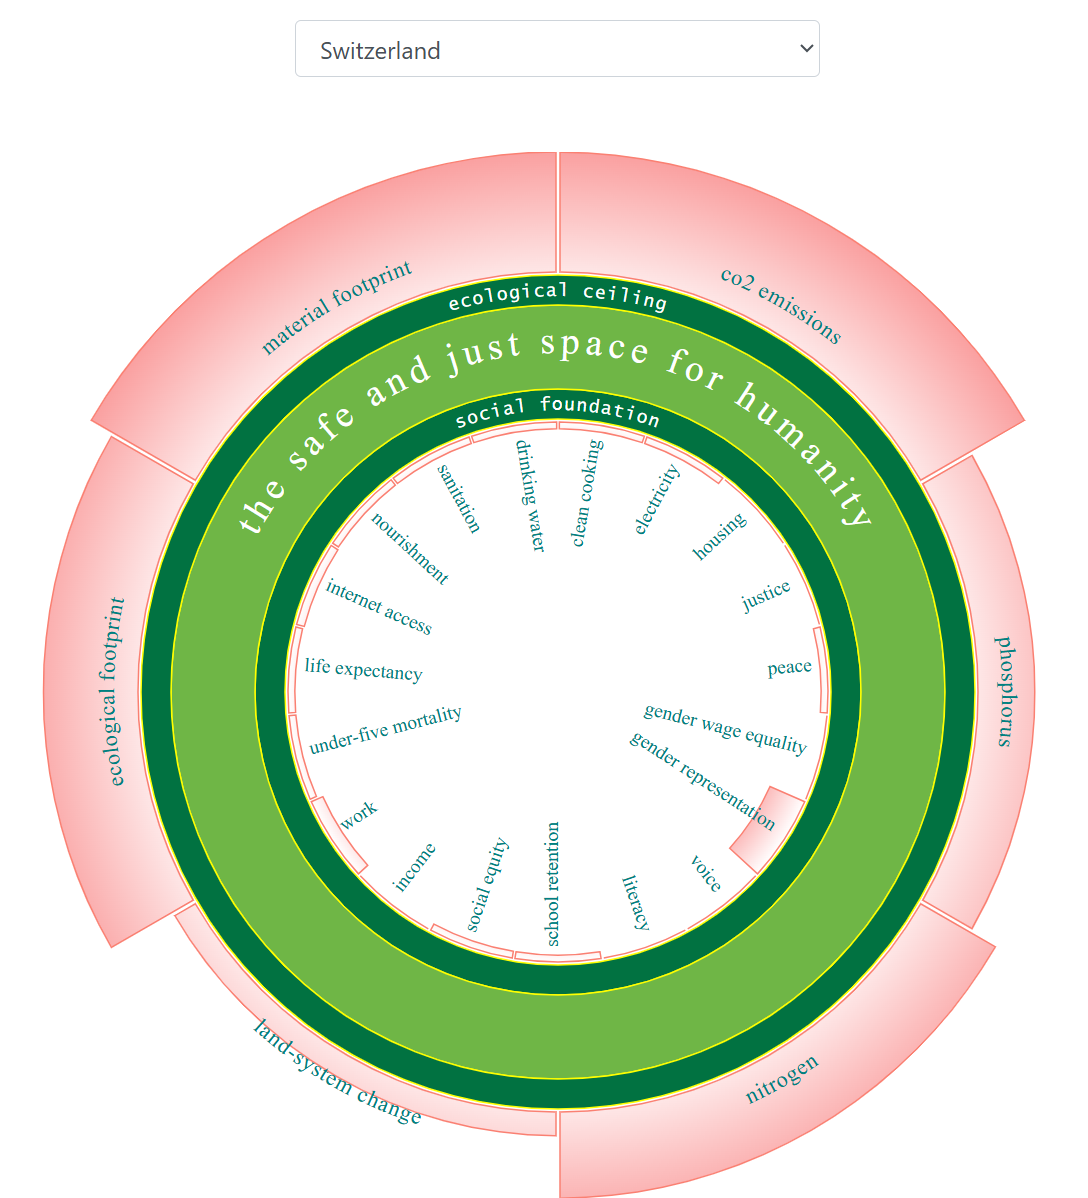 Switzerland
material footprint
co2 emissions
ecological ceiling
the safe and just space for humanity
social foundation
sanitation
drinking water
clean cooking
electricity
nourishment
housing
internet access
justice
life expectancy
peace
ecological footprint
phosphorus
under-five mortality
gender wage equality
gender representation
work
income
social equity
school retention
literacy
voice
land-system change
nitrogen